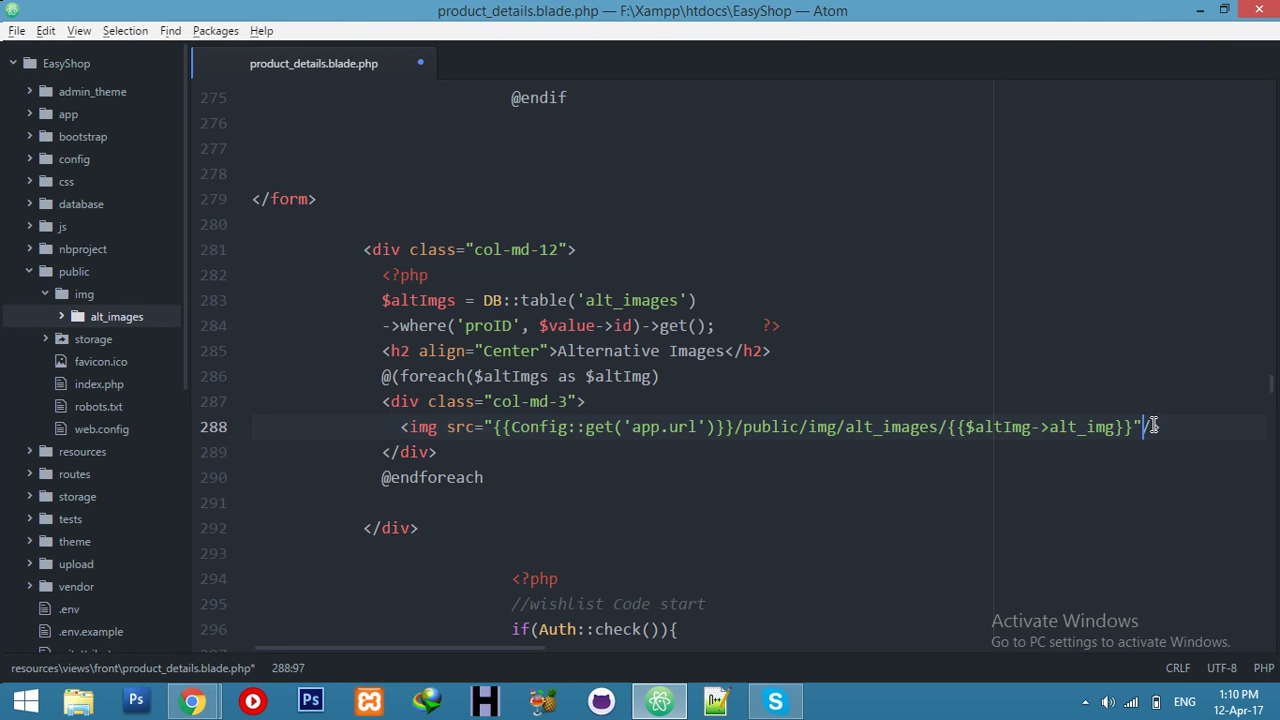 product_details.blade.php — F:\Xampp\htdocs\EasyShop — Atom
File Edit View Selection Find Packages Help
EasyShop
admin_theme
app
bootstrap
config
css
database
js
nbproject
public
img
alt_images
storage
favicon.ico
index.php
robots.txt
web.config
resources
routes
storage
tests
theme
upload
vendor
.env
.env.example
product_details.blade.php
275 @endif
276
277
278
279 </form>
280
281 <div class="col-md-12">
282 <?php
283 $altImgs = DB::table('alt_images')
284 ->where('proID', $value->id)->get(); ?>
285 <h2 align="Center">Alternative Images</h2>
286 @(foreach($altImgs as $altImg)
287 <div class="col-md-3">
288 <img src="{{Config::get('app.url')}}/public/img/alt_images/{{$altImg->alt_img}}"/>
289 </div>
290 @endforeach
291
292 </div>
293
294 <?php
295 //wishlist Code start
296 if(Auth::check()){
Activate Windows
Go to PC settings to activate Windows.
resources\views\front\product_details.blade.php* 288:97 CRLF UTF-8 PHP
ENG
1:10 PM
12-Apr-17